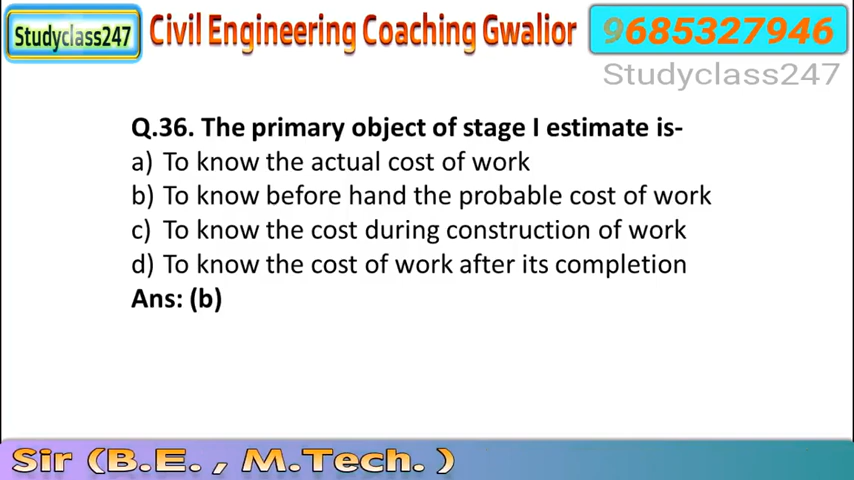 Studyclass247
Civil Engineering Coaching Gwalior
9685327946
Studyclass247
Q.36. The primary object of stage I estimate is-
a) To know the actual cost of work
b) To know before hand the probable cost of work
c) To know the cost during construction of work
d) To know the cost of work after its completion
Ans: (b)
Sir (B.E. , M.Tech. )